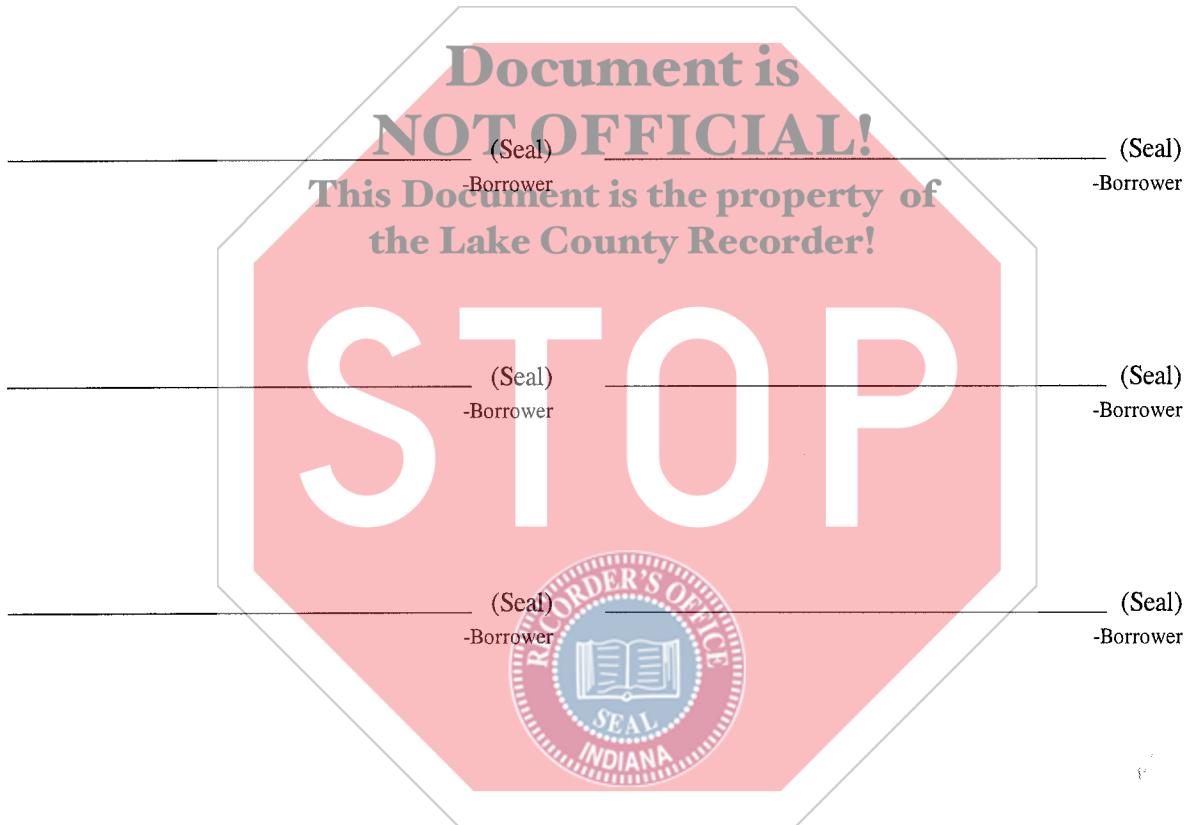 Document is
NOT OFFICIAL!
(Seal) (Seal)
-Borrower -Borrower
This Document is the property of
the Lake County Recorder!
STOP
(Seal) (Seal)
-Borrower -Borrower
(Seal) (Seal)
-Borrower -Borrower
RECORDER'S OFFICE
SEAL
INDIANA